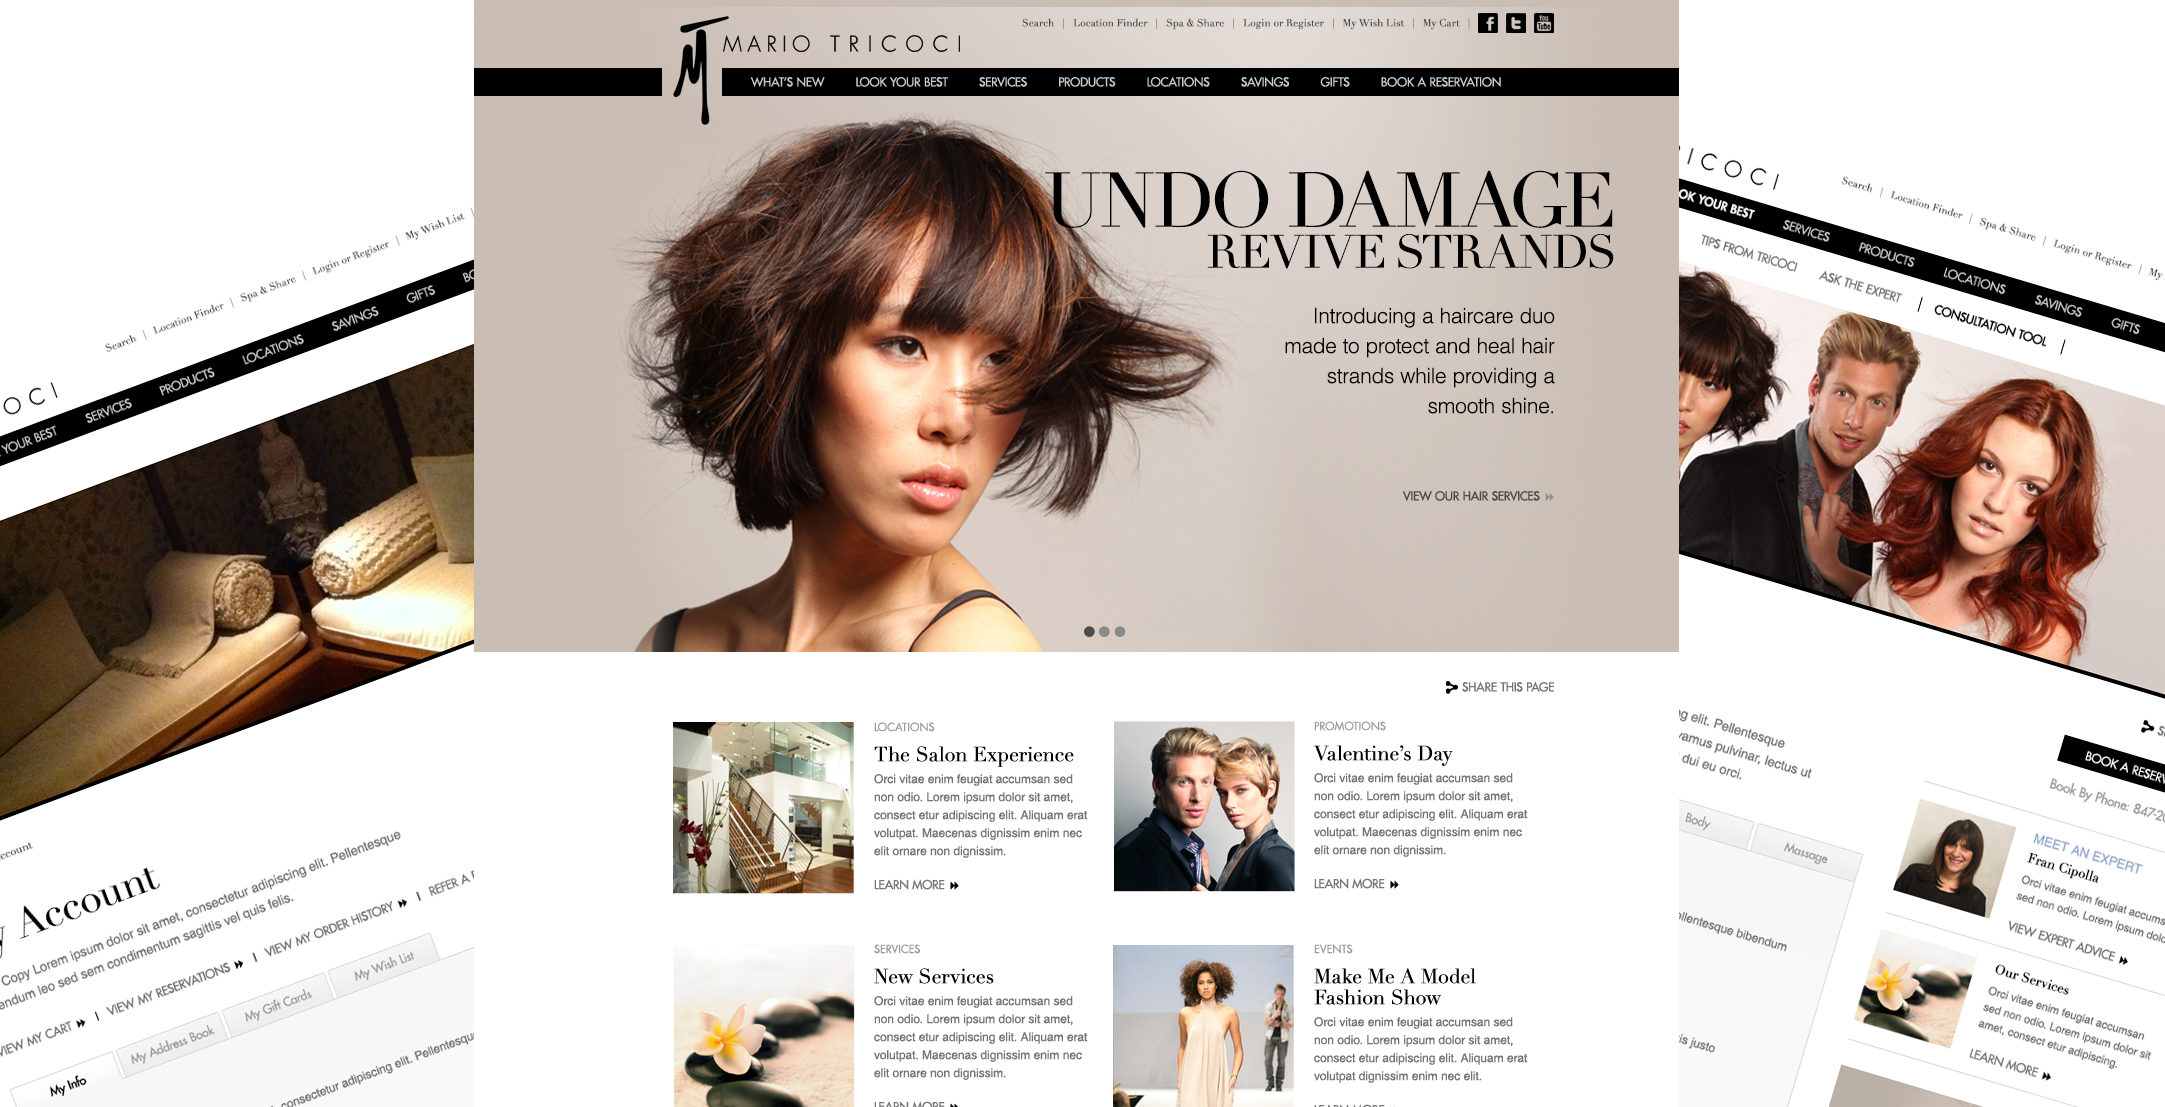 MARIO TRICOCI
Search | Location Finder | Spa & Share | Login or Register | My Wish List | My Cart |
You Tube
WHAT'S NEW LOOK YOUR BEST SERVICES PRODUCTS LOCATIONS SAVINGS GIFTS BOOK A RESERVATION
UNDO DAMAGE
REVIVE STRANDS
Introducing a haircare duo
made to protect and heal hair
strands while providing a
smooth shine.
VIEW OUR HAIR SERVICES
SHARE THIS PAGE
LOCATIONS
The Salon Experience
Orci vitae enim feugiat accumsan sed
non odio. Lorem ipsum dolor sit amet,
consect etur adipiscing elit. Aliquam erat
volutpat. Maecenas dignissim enim nec
elit ornare non dignissim.
LEARN MORE
PROMOTIONS
Valentine's Day
Orci vitae enim feugiat accumsan sed
non odio. Lorem ipsum dolor sit amet,
consect etur adipiscing elit. Aliquam erat
volutpat. Maecenas dignissim enim nec
elit ornare non dignissim.
LEARN MORE
SERVICES
New Services
Orci vitae enim feugiat accumsan sed
non odio. Lorem ipsum dolor sit amet,
consect etur adipiscing elit. Aliquam erat
volutpat. Maecenas dignissim enim nec
elit ornare non dignissim.
LEARN MORE
EVENTS
Make Me A Model
Fashion Show
Orci vitae enim feugiat accumsan sed
non odio. Lorem ipsum dolor sit amet,
consect etur adipiscing elit. Aliquam erat
volutpat dignissim enim nec elit.
LEARN MORE
OCI
Search | Location Finder | Spa & Share | Login or Register | My Wish List |
YOUR BEST SERVICES PRODUCTS LOCATIONS SAVINGS GIFTS BO
ccount
y Account
Copy Lorem ipsum dolor sit amet, consectetur adipiscing elit. Pellentesque
endum leo sed sem condimentum sagittis vel quis felis.
VIEW MY CART | VIEW MY RESERVATIONS | VIEW MY ORDER HISTORY | REFER A F
My Info My Address Book My Gift Cards My Wish List
consectetur adipiscing elit. Pellentesqu
RICOCI
Search | Location Finder | Spa & Share | Login or Register | My
OK YOUR BEST SERVICES PRODUCTS LOCATIONS SAVINGS GIFTS
TIPS FROM TRICOCI ASK THE EXPERT | CONSULTATION TOOL |
g elit. Pellentesque
vamus pulvinar, lectus ut
dui eu orci.
S
BOOK A RESERV
Book By Phone: 847-20
Body Massage
ellentesque bibendum
is justo
MEET AN EXPERT
Fran Cipolla
Orci vitae enim feugiat accums
sed non odio. Lorem ipsum dolo
VIEW EXPERT ADVICE
Our Services
Orci vitae enim feugiat accumsan
sed non odio. Lorem ipsum dolor sit
amet, consect etur adipiscing.
LEARN MORE